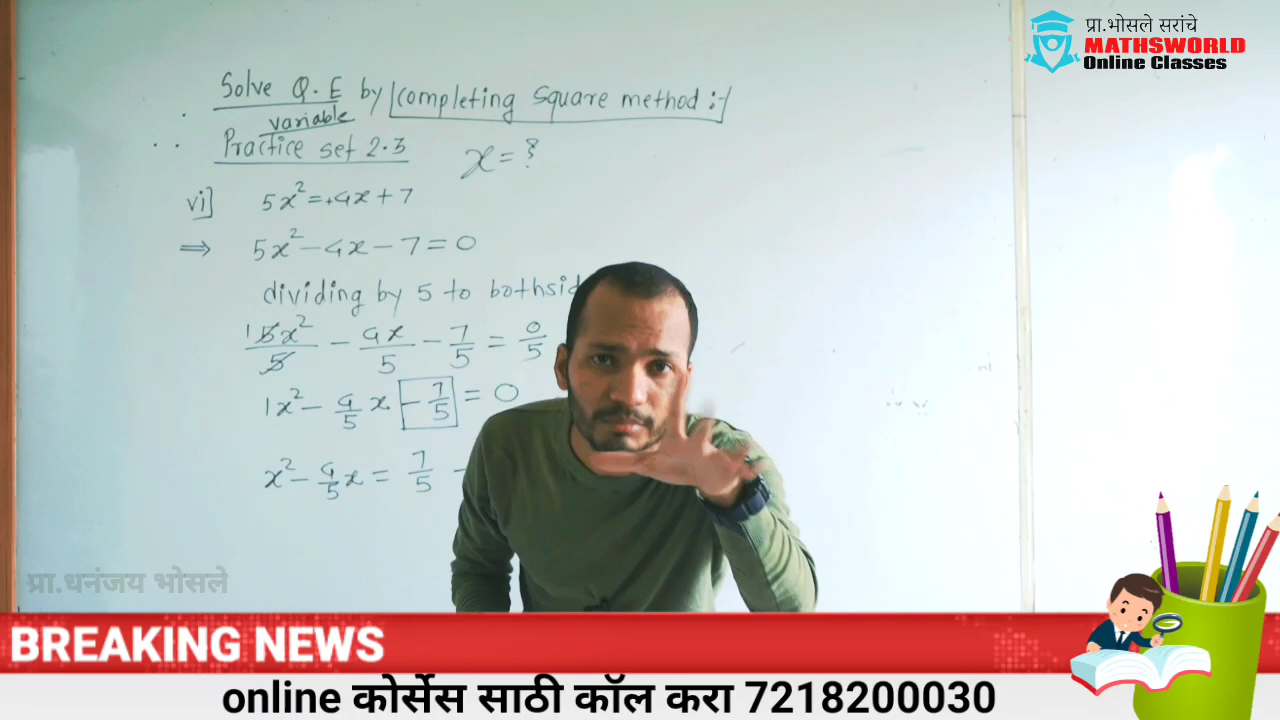 प्रा.भोसले सरांचे
MATHSWORLD
Online Classes
Solve Q.E by completing square method :-
variable
Practice set 2.3
x = ?
vi] 5x² = +4x + 7
⇒ 5x² - 4x - 7 = 0
dividing by 5 to bothsid
1 5x²/5 - 4x/5 - 7/5 = 0/5
1x² - 4/5 x - 7/5 = 0
x² - 4/5 x = 7/5 -
प्रा.धनंजय भोसले
BREAKING NEWS
online कोर्सेस साठी कॉल करा 7218200030